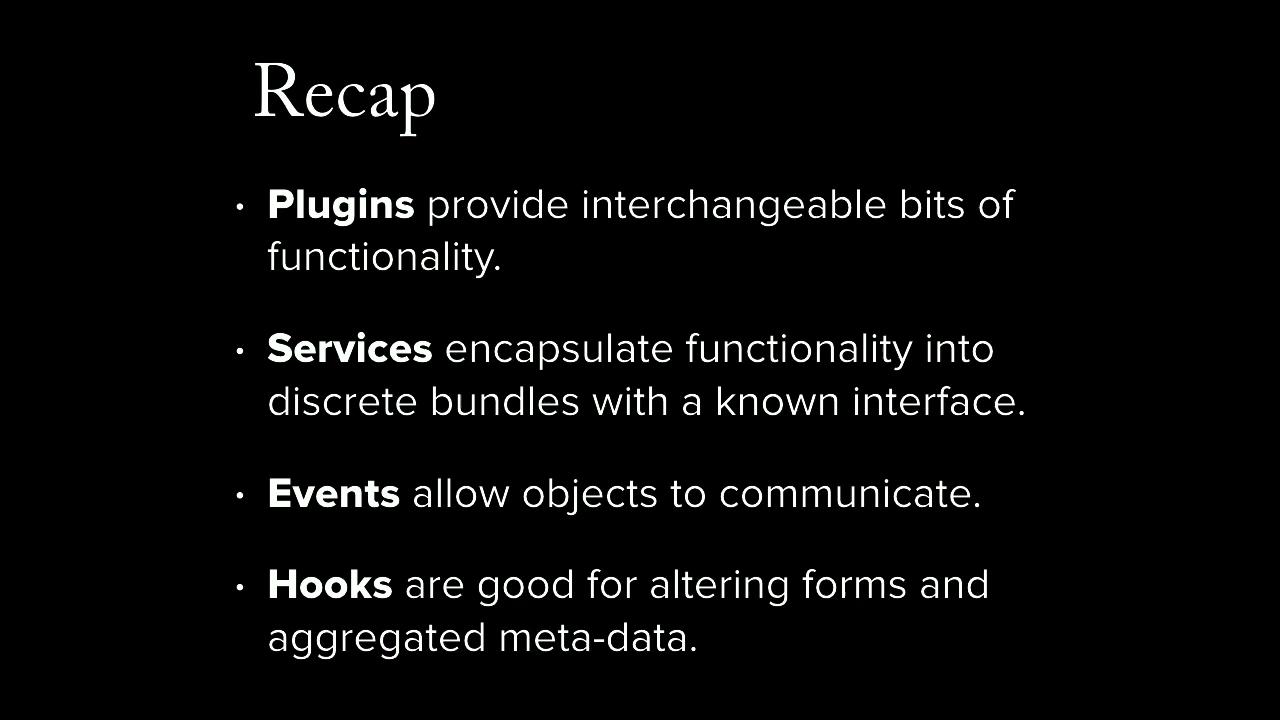 Recap
• Plugins provide interchangeable bits of
functionality.
• Services encapsulate functionality into
discrete bundles with a known interface.
• Events allow objects to communicate.
• Hooks are good for altering forms and
aggregated meta-data.